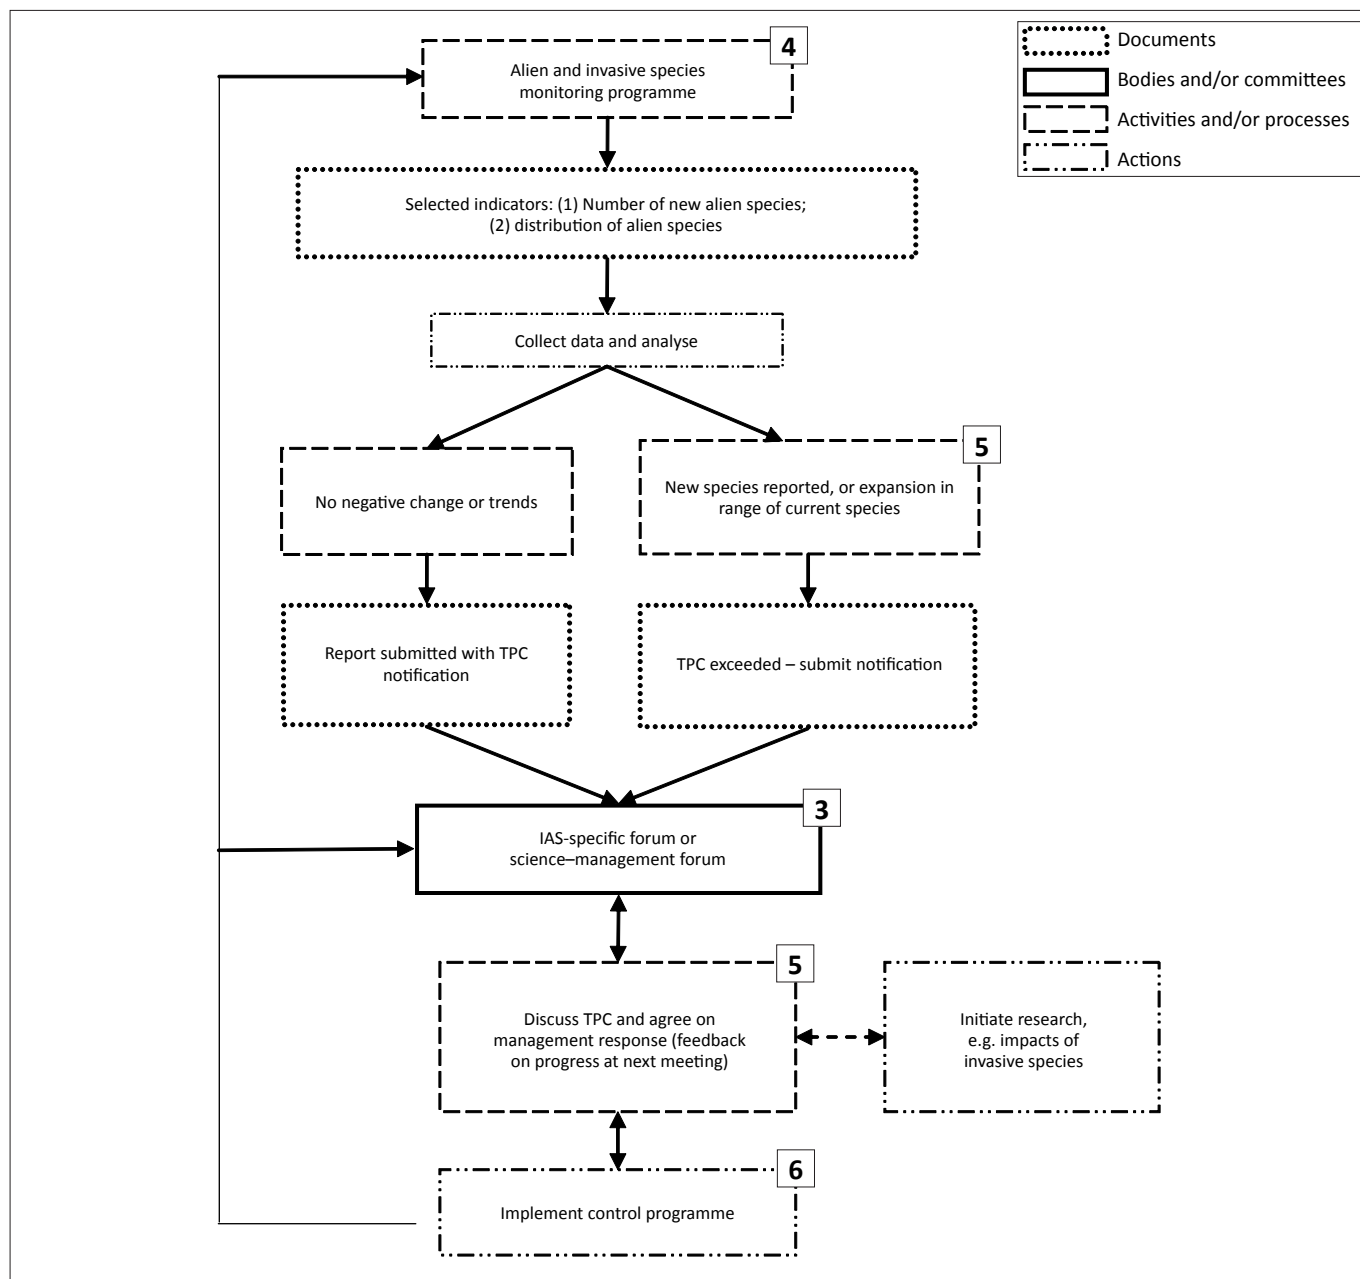 4
Alien and invasive species
monitoring programme
Documents
Bodies and/or committees
Activities and/or processes
Actions
Selected indicators: (1) Number of new alien species;
(2) distribution of alien species
Collect data and analyse
No negative change or trends
5
New species reported, or expansion in
range of current species
Report submitted with TPC
notification
TPC exceeded – submit notification
3
IAS-specific forum or
science–management forum
5
Discuss TPC and agree on
management response (feedback
on progress at next meeting)
Initiate research,
e.g. impacts of
invasive species
6
Implement control programme